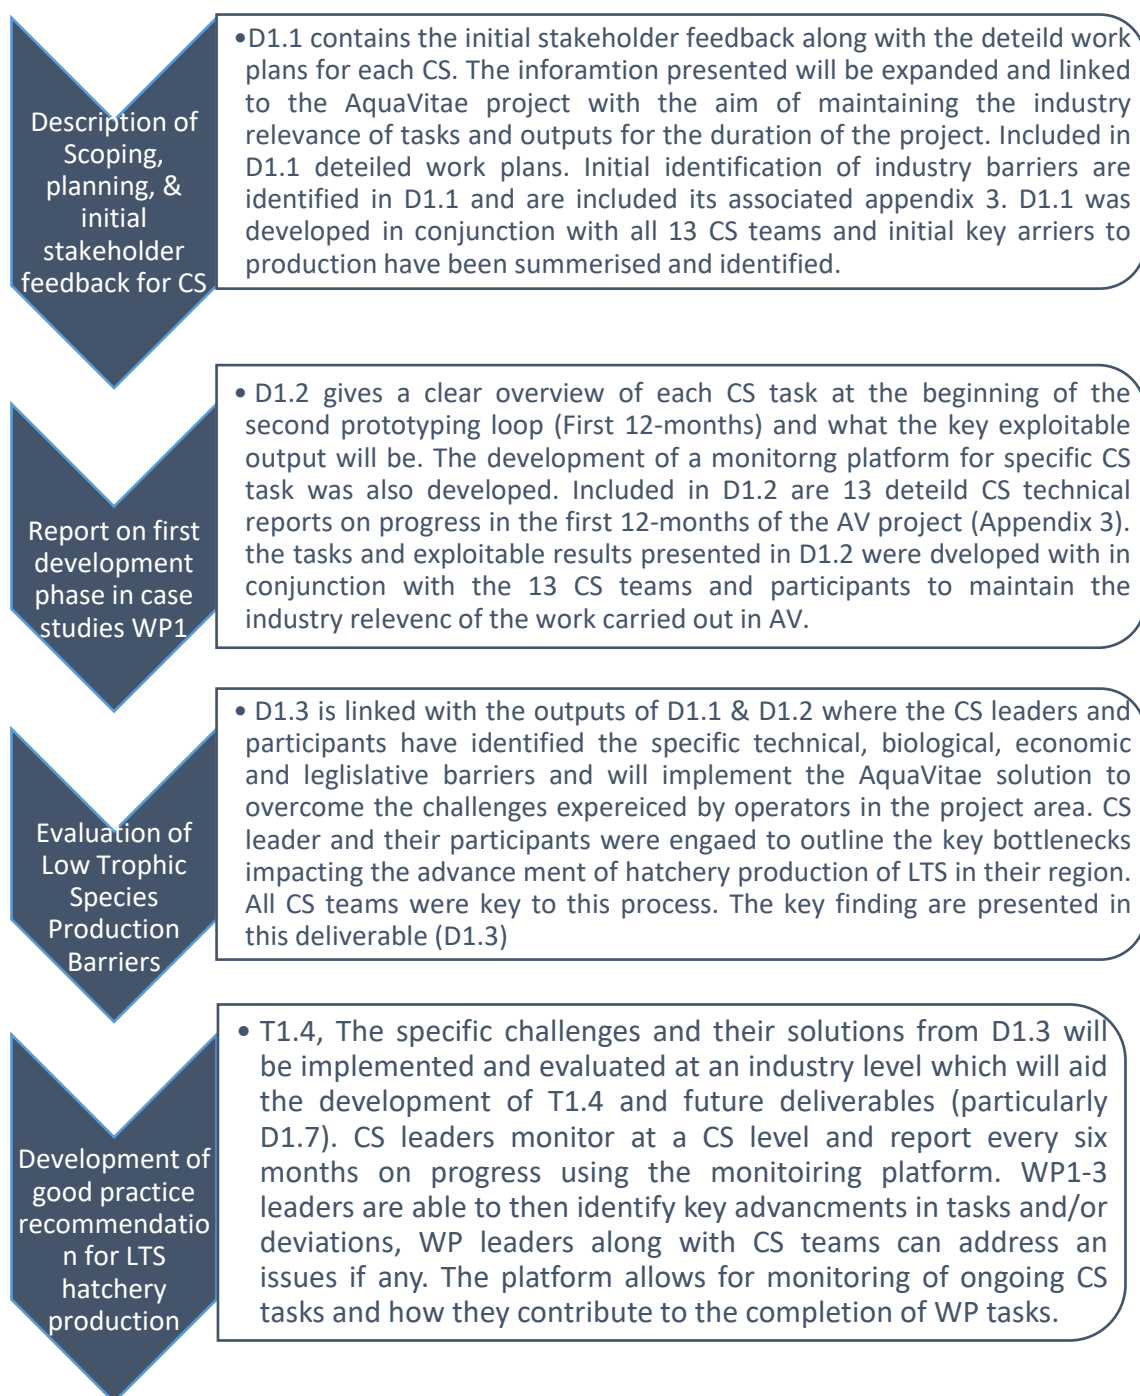 Description of
Scoping,
planning, &
initial
stakeholder
feedback for CS
•D1.1 contains the initial stakeholder feedback along with the deteild work
plans for each CS. The inforamtion presented will be expanded and linked
to the AquaVitae project with the aim of maintaining the industry
relevance of tasks and outputs for the duration of the project. Included in
D1.1 deteiled work plans. Initial identification of industry barriers are
identified in D1.1 and are included its associated appendix 3. D1.1 was
developed in conjunction with all 13 CS teams and initial key arriers to
production have been summerised and identified.
Report on first
development
phase in case
studies WP1
• D1.2 gives a clear overview of each CS task at the beginning of the
second prototyping loop (First 12-months) and what the key exploitable
output will be. The development of a monitorng platform for specific CS
task was also developed. Included in D1.2 are 13 deteild CS technical
reports on progress in the first 12-months of the AV project (Appendix 3).
the tasks and exploitable results presented in D1.2 were dveloped with in
conjunction with the 13 CS teams and participants to maintain the
industry relevenc of the work carried out in AV.
Evaluation of
Low Trophic
Species
Production
Barriers
• D1.3 is linked with the outputs of D1.1 & D1.2 where the CS leaders and
participants have identified the specific technical, biological, economic
and leglislative barriers and will implement the AquaVitae solution to
overcome the challenges expereiced by operators in the project area. CS
leader and their participants were engaed to outline the key bottlenecks
impacting the advance ment of hatchery production of LTS in their region.
All CS teams were key to this process. The key finding are presented in
this deliverable (D1.3)
Development of
good practice
recommendatio
n for LTS
hatchery
production
• T1.4, The specific challenges and their solutions from D1.3 will
be implemented and evaluated at an industry level which will aid
the development of T1.4 and future deliverables (particularly
D1.7). CS leaders monitor at a CS level and report every six
months on progress using the monitoiring platform. WP1-3
leaders are able to then identify key advancments in tasks and/or
deviations, WP leaders along with CS teams can address an
issues if any. The platform allows for monitoring of ongoing CS
tasks and how they contribute to the completion of WP tasks.